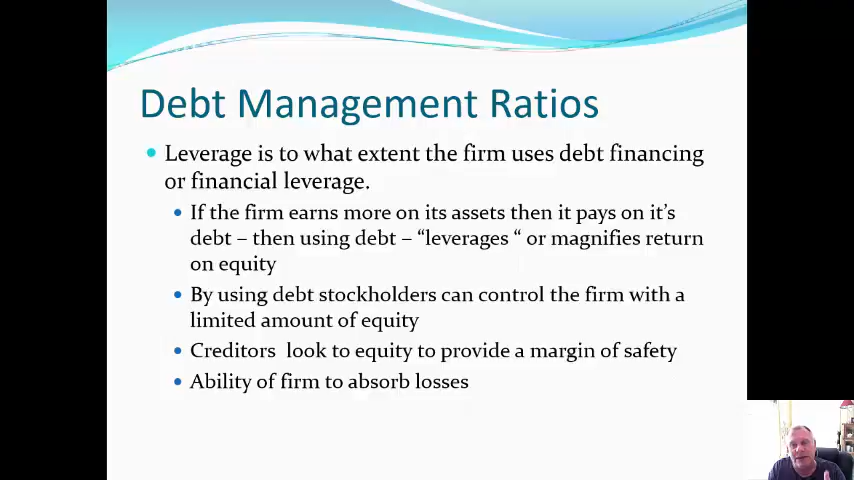 Debt Management Ratios
Leverage is to what extent the firm uses debt financing
or financial leverage.
If the firm earns more on its assets then it pays on it's
debt – then using debt – "leverages " or magnifies return
on equity
By using debt stockholders can control the firm with a
limited amount of equity
Creditors  look to equity to provide a margin of safety
Ability of firm to absorb losses